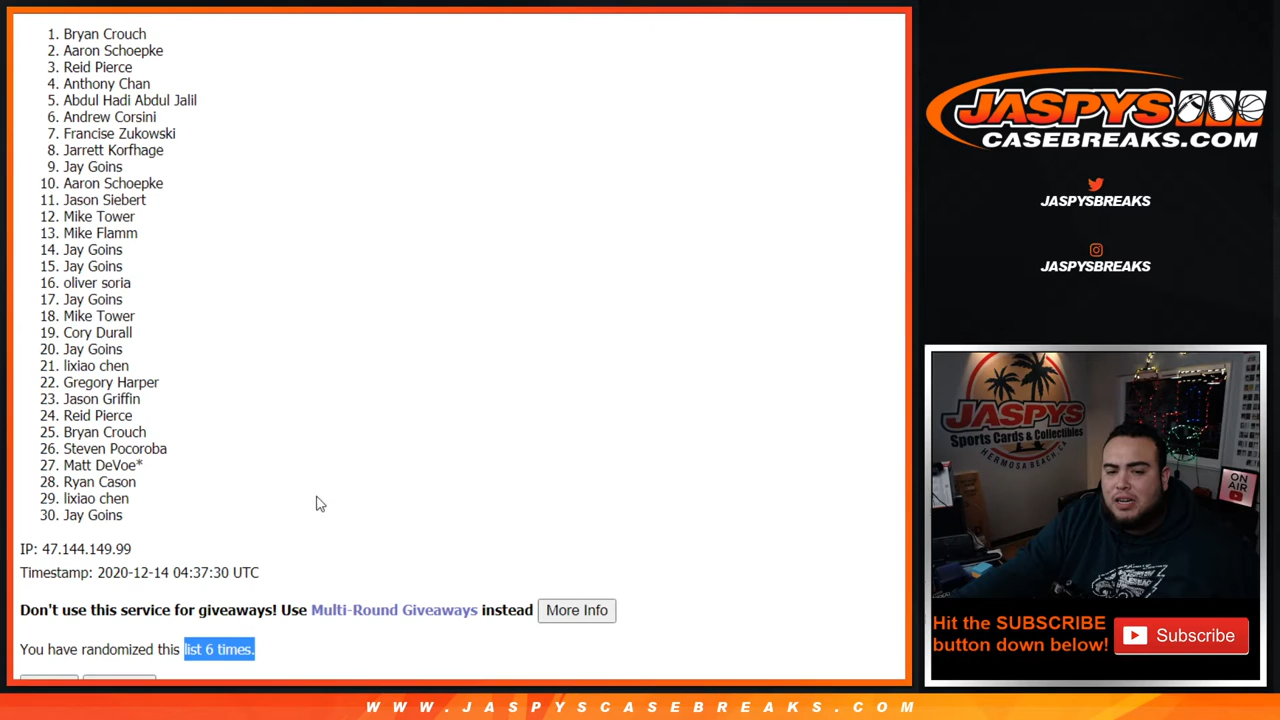 1. Bryan Crouch
2. Aaron Schoepke
3. Reid Pierce
4. Anthony Chan
5. Abdul Hadi Abdul Jalil
6. Andrew Corsini
7. Francise Zukowski
8. Jarrett Korfhage
9. Jay Goins
10. Aaron Schoepke
11. Jason Siebert
12. Mike Tower
13. Mike Flamm
14. Jay Goins
15. Jay Goins
16. oliver soria
17. Jay Goins
18. Mike Tower
19. Cory Durall
20. Jay Goins
21. lixiao chen
22. Gregory Harper
23. Jason Griffin
24. Reid Pierce
25. Bryan Crouch
26. Steven Pocoroba
27. Matt DeVoe*
28. Ryan Cason
29. lixiao chen
30. Jay Goins
IP: 47.144.149.99
Timestamp: 2020-12-14 04:37:30 UTC
Don't use this service for giveaways! Use Multi-Round Giveaways instead More Info
You have randomized this list 6 times.
JASPYS
CASEBREAKS.COM
JASPYSBREAKS
JASPYSBREAKS
JASPYS
Sports Cards & Collectibles
HERMOSA BEACH, CA
ON
AIR
Hit the SUBSCRIBE
button down below!
Subscribe
WWW.JASPYSCASEBREAKS.COM